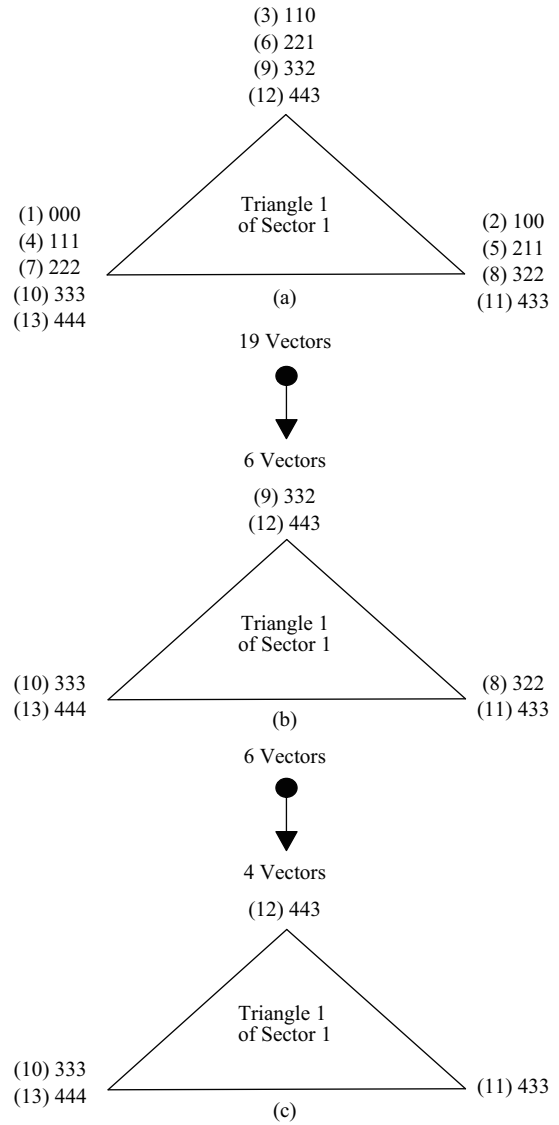 (3) 110
(6) 221
(9) 332
(12) 443
Triangle 1
of Sector 1
(1) 000
(4) 111
(7) 222
(10) 333
(13) 444
(2) 100
(5) 211
(8) 322
(11) 433
(a)
19 Vectors
6 Vectors
(9) 332
(12) 443
Triangle 1
of Sector 1
(10) 333
(13) 444
(8) 322
(11) 433
(b)
6 Vectors
4 Vectors
(12) 443
Triangle 1
of Sector 1
(10) 333
(13) 444
(11) 433
(c)